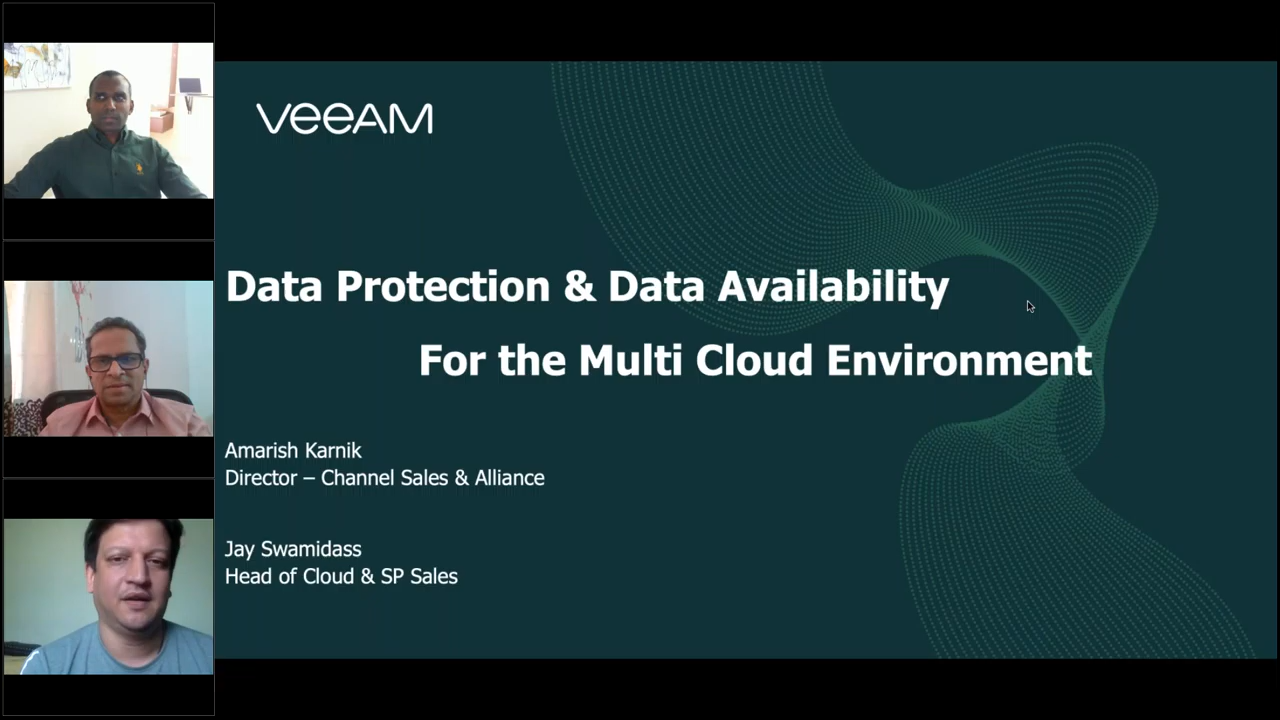 veeAM
Data Protection & Data Availability
For the Multi Cloud Environment
Amarish Karnik
Director – Channel Sales & Alliance
Jay Swamidass
Head of Cloud & SP Sales